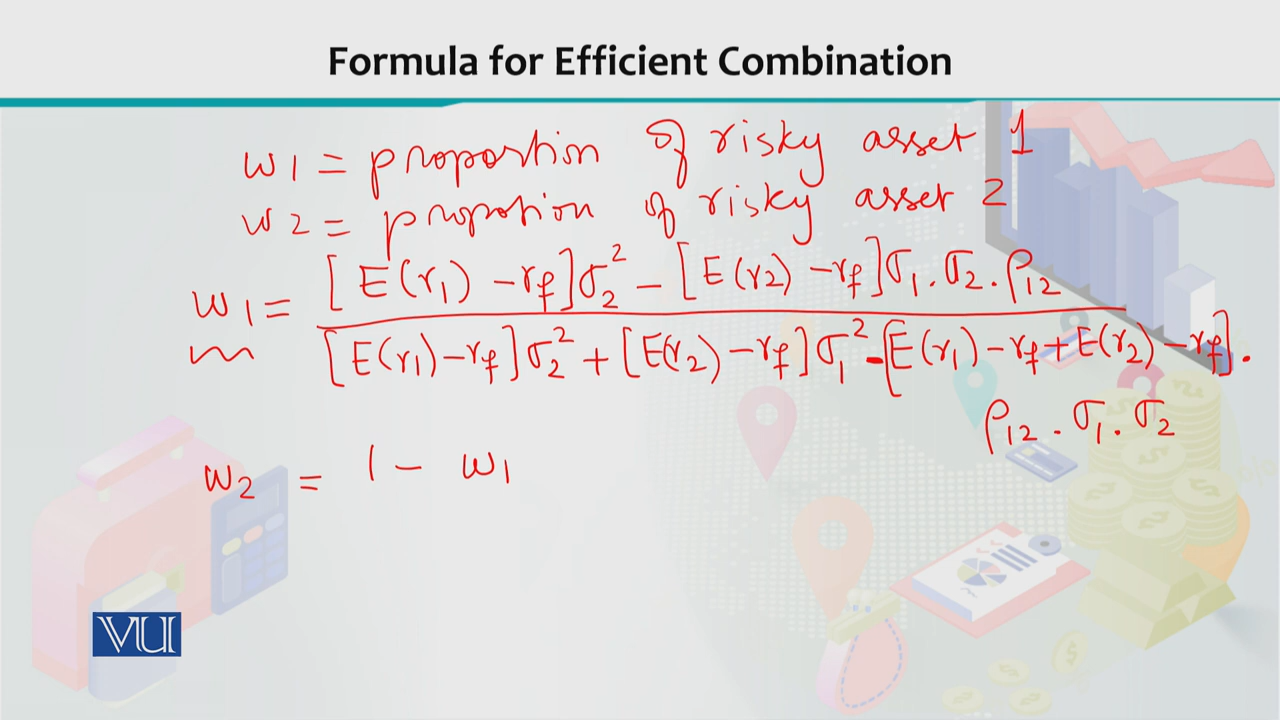 Formula for Efficient Combination
w1 = proportion of risky asset 1
w2 = propotion of risky asset 2
w1 = [E(r1) - rf]σ2² - [E(r2) - rf]σ1.σ2.ρ12
[E(r1) - rf]σ2² + [E(r2) - rf]σ1² - [E(r1) - rf + E(r2) - rf].
ρ12 . σ1 . σ2
w2 = 1 - w1
VU